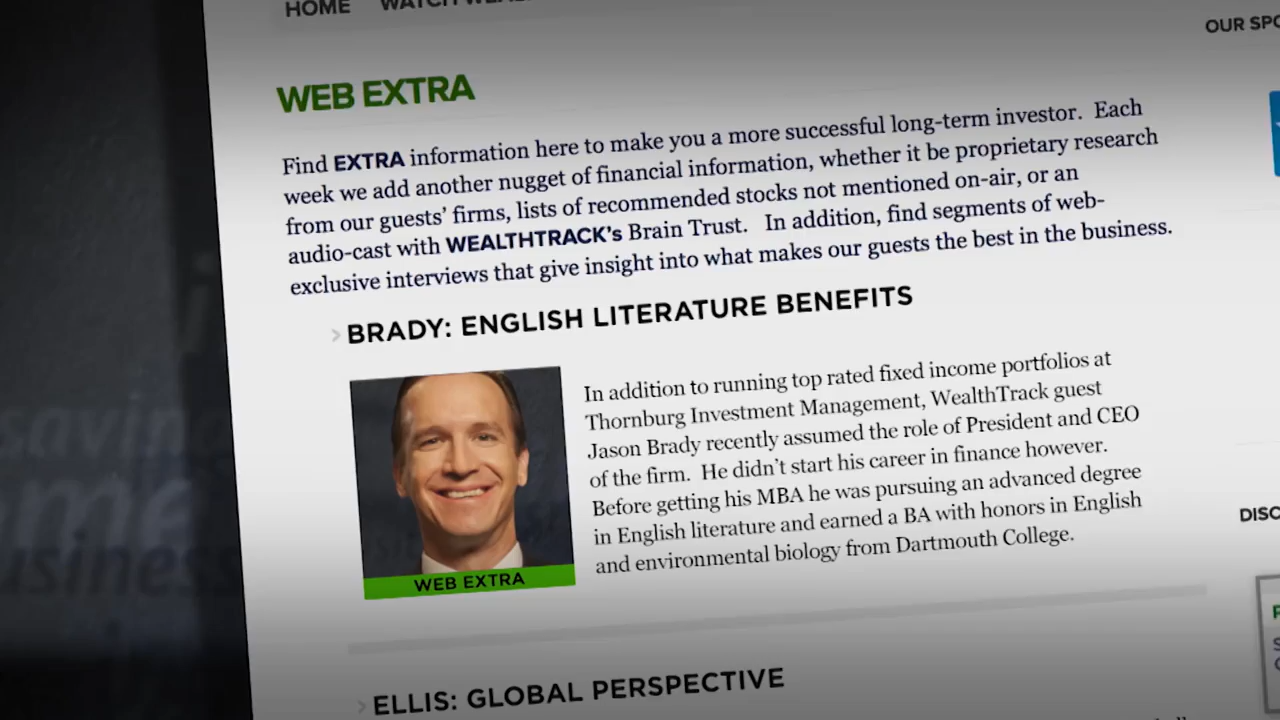 HOME
OUR
WEB EXTRA
Find EXTRA information here to make you a more successful long-term investor. Each
week we add another nugget of financial information, whether it be proprietary research
from our guests' firms, lists of recommended stocks not mentioned on-air, or an
audio-cast with WEALTHTRACK's Brain Trust. In addition, find segments of web-
exclusive interviews that give insight into what makes our guests the best in the business.
› BRADY: ENGLISH LITERATURE BENEFITS
In addition to running top rated fixed income portfolios at
Thornburg Investment Management, WealthTrack guest
Jason Brady recently assumed the role of President and CEO
of the firm. He didn't start his career in finance however.
Before getting his MBA he was pursuing an advanced degree
in English literature and earned a BA with honors in English
and environmental biology from Dartmouth College.
WEB EXTRA
› ELLIS: GLOBAL PERSPECTIVE
saving
business